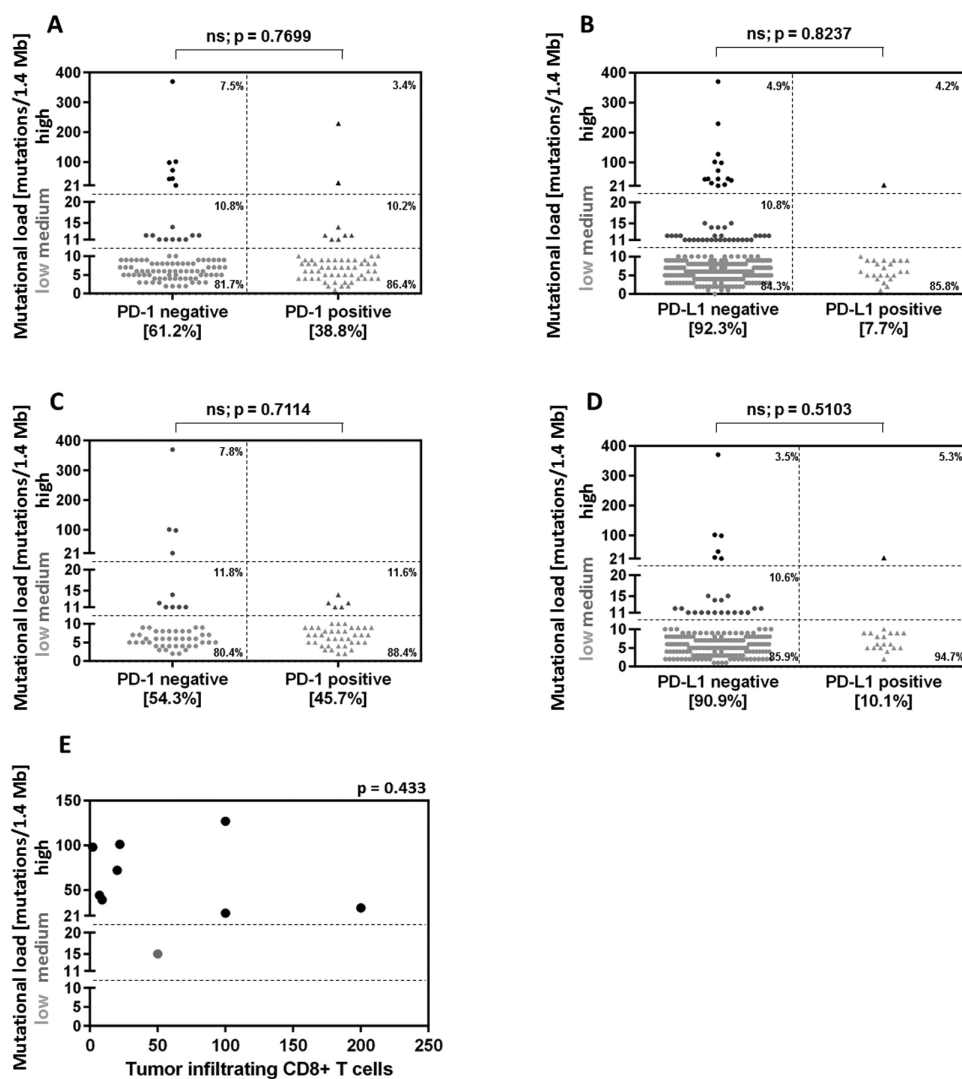 A
ns; p = 0.7699
Mutational load [mutations/1.4 Mb]
low medium high
400
300
200
100
21
20
15
11
10
5
0
7.5%
3.4%
10.8%
10.2%
81.7%
86.4%
PD-1 negative
[61.2%]
PD-1 positive
[38.8%]
B
ns; p = 0.8237
Mutational load [mutations/1.4 Mb]
low medium high
400
300
200
100
21
20
15
11
10
5
0
4.9%
4.2%
10.8%
84.3%
85.8%
PD-L1 negative
[92.3%]
PD-L1 positive
[7.7%]
C
ns; p = 0.7114
Mutational load [mutations/1.4 Mb]
low medium high
400
300
200
100
21
20
15
11
10
5
0
7.8%
11.8%
11.6%
80.4%
88.4%
PD-1 negative
[54.3%]
PD-1 positive
[45.7%]
D
ns; p = 0.5103
Mutational load [mutations/1.4 Mb]
low medium high
400
300
200
100
21
20
15
11
10
5
0
3.5%
5.3%
10.6%
85.9%
94.7%
PD-L1 negative
[90.9%]
PD-L1 positive
[10.1%]
E
p = 0.433
Mutational load [mutations/1.4 Mb]
low medium high
150
100
50
21
20
15
11
10
5
0
0 50 100 150 200 250
Tumor infiltrating CD8+ T cells